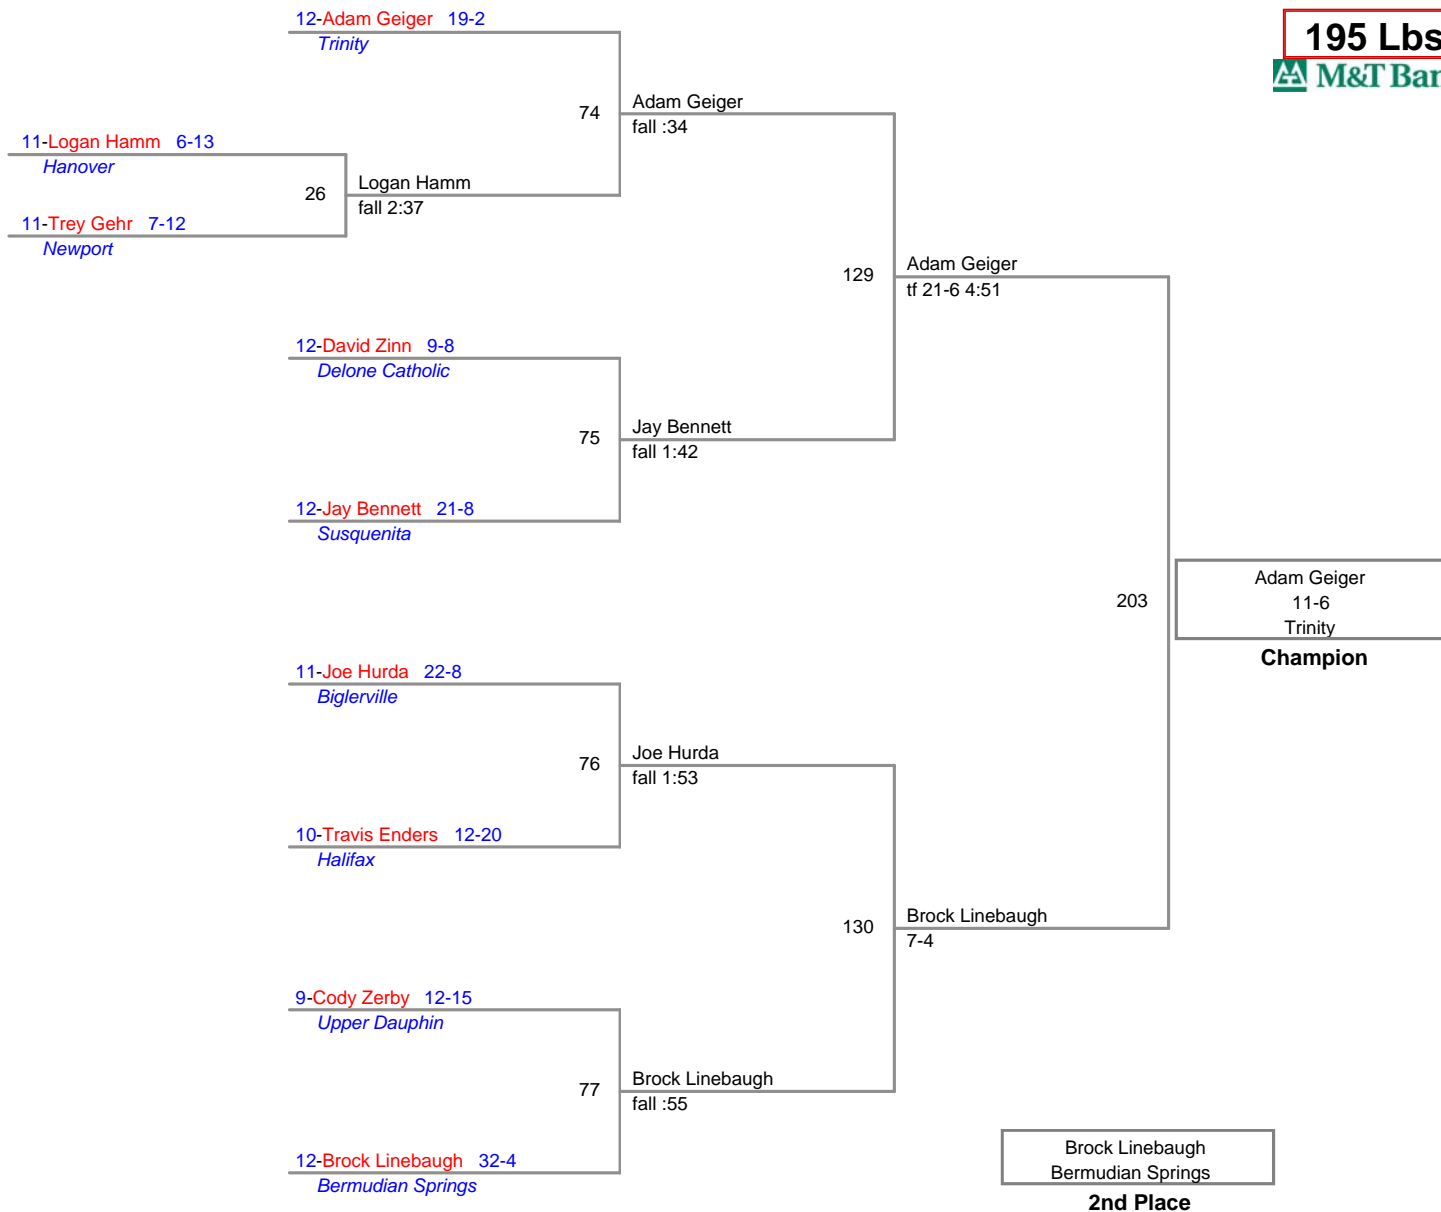 12-Adam Geiger 19-2
Trinity
195 Lbs
M&T Ban
74
Adam Geiger
fall :34
11-Logan Hamm 6-13
Hanover
26
Logan Hamm
fall 2:37
11-Trey Gehr 7-12
Newport
129
Adam Geiger
tf 21-6 4:51
12-David Zinn 9-8
Delone Catholic
75
Jay Bennett
fall 1:42
12-Jay Bennett 21-8
Susquenita
203
Adam Geiger
11-6
Trinity
Champion
11-Joe Hurda 22-8
Biglerville
76
Joe Hurda
fall 1:53
10-Travis Enders 12-20
Halifax
130
Brock Linebaugh
7-4
9-Cody Zerby 12-15
Upper Dauphin
77
Brock Linebaugh
fall :55
12-Brock Linebaugh 32-4
Bermudian Springs
Brock Linebaugh
Bermudian Springs
2nd Place